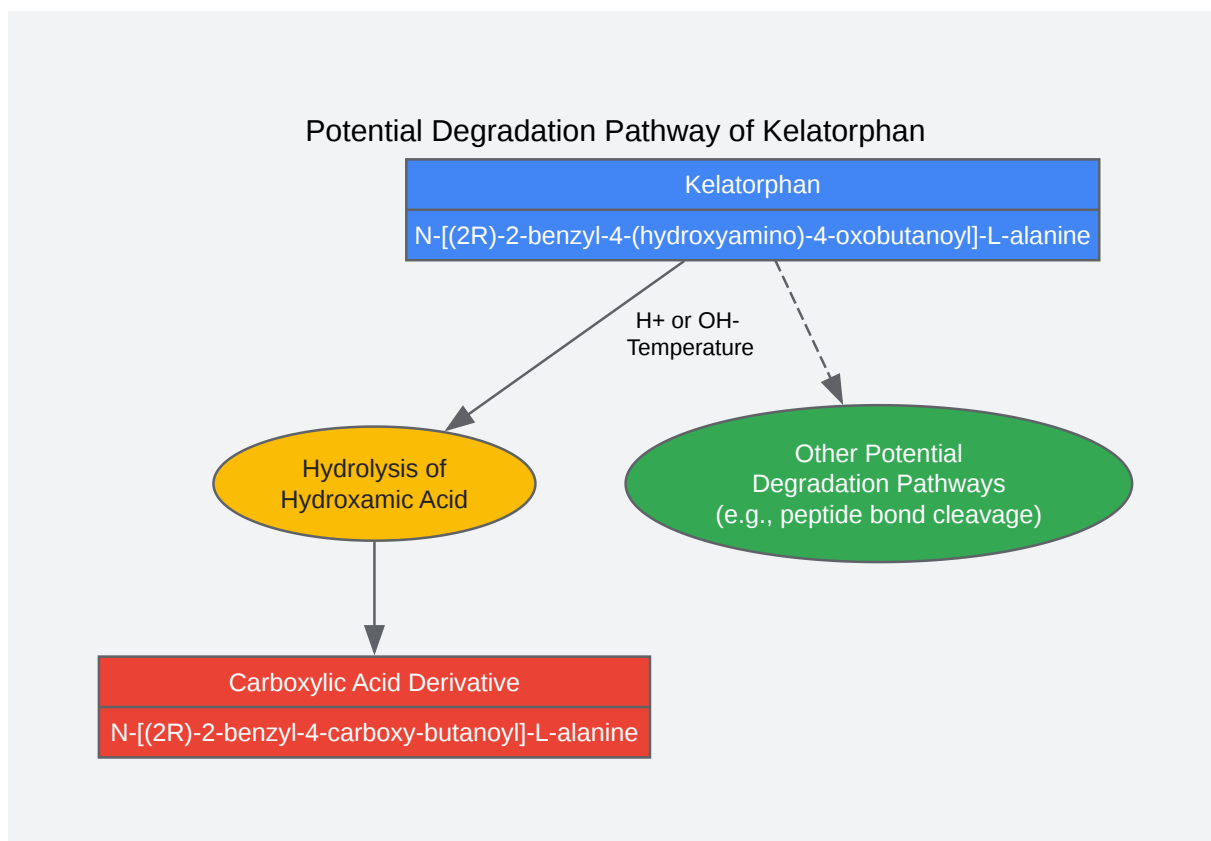 Potential Degradation Pathway of Kelatorphan
Kelatorphan
N-[(2R)-2-benzyl-4-(hydroxyamino)-4-oxobutanoyl]-L-alanine
H+ or OH-
Temperature
Hydrolysis of
Hydroxamic Acid
Other Potential
Degradation Pathways
(e.g., peptide bond cleavage)
Carboxylic Acid Derivative
N-[(2R)-2-benzyl-4-carboxy-butanoyl]-L-alanine